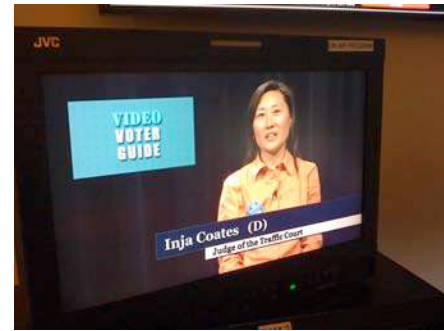 JVC
VIDEO
VOTER
GUIDE
Inja Coates (D)
Judge of the Traffic Court